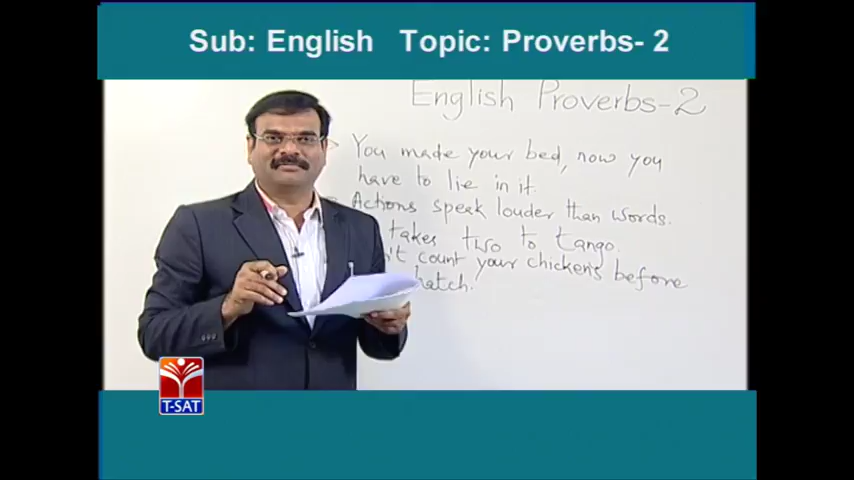 Sub: English Topic: Proverbs- 2
English Proverbs-2
You made your bed, now you
have to lie in it.
Actions speak louder than words.
takes two to tango.
n't count your chickens before
hatch.
T-SAT